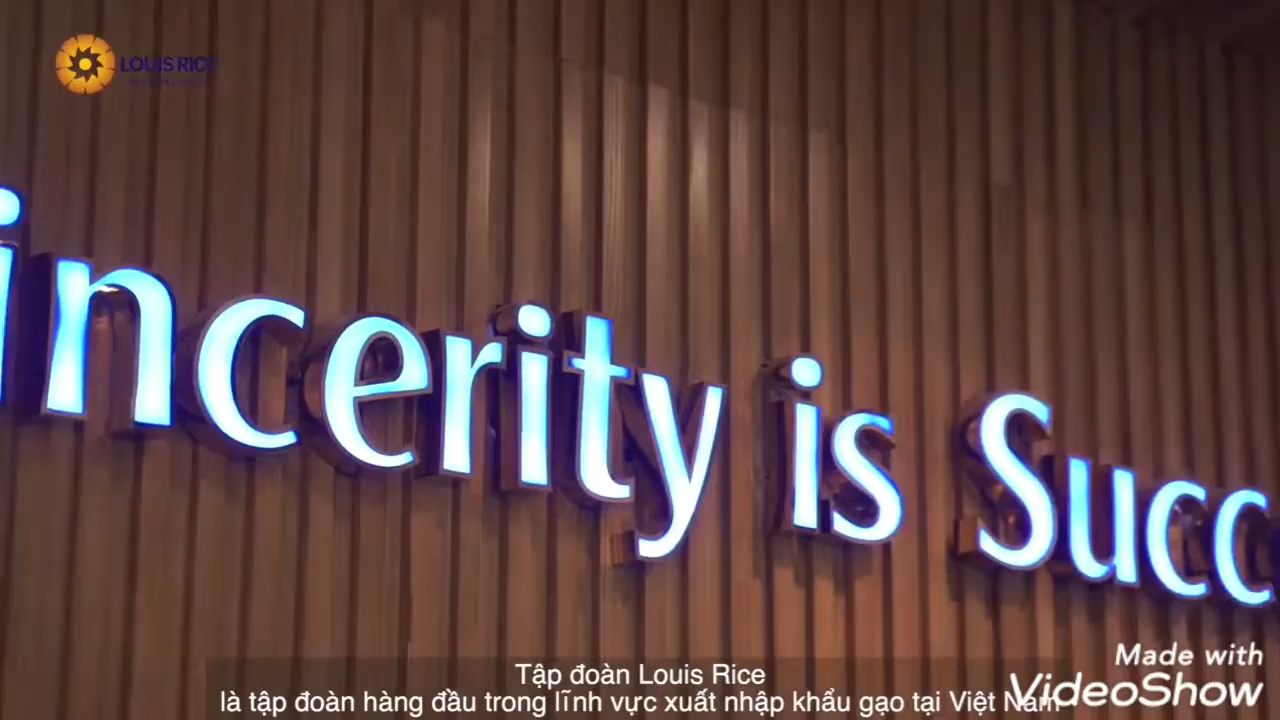 LOUIS RICE
incerity is Succ
Tập đoàn Louis Rice
là tập đoàn hàng đầu trong lĩnh vực xuất nhập khẩu gạo tại Việt Nam
Made with
VideoShow